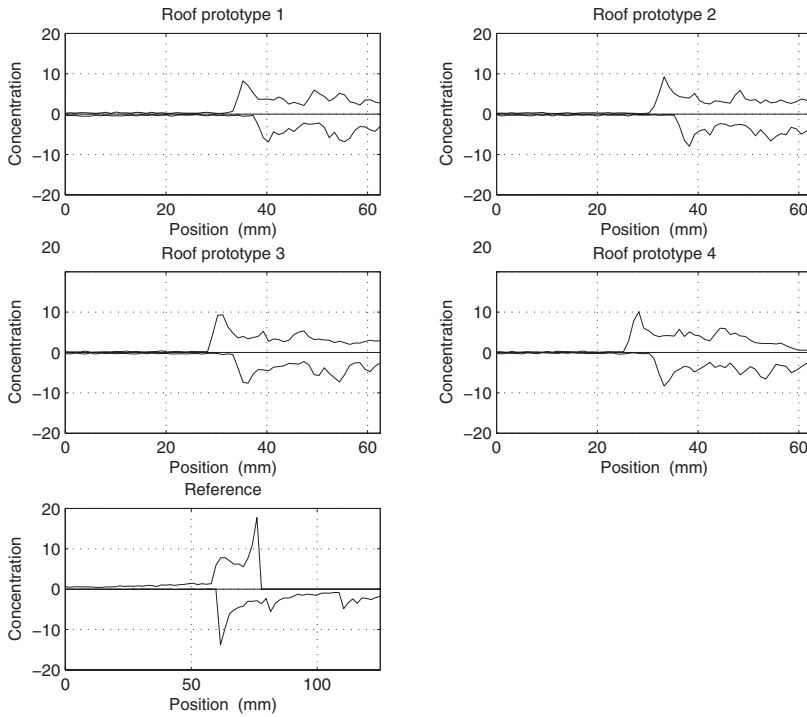 Roof prototype 1
20
10
0
−10
−20
Concentration
0 20 40 60
Position (mm)
Roof prototype 2
20
10
0
−10
−20
Concentration
0 20 40 60
Position (mm)
Roof prototype 3
20
10
0
−10
−20
Concentration
0 20 40 60
Position (mm)
Roof prototype 4
20
10
0
−10
−20
Concentration
0 20 40 60
Position (mm)
Reference
20
10
0
−10
−20
Concentration
0 50 100
Position (mm)